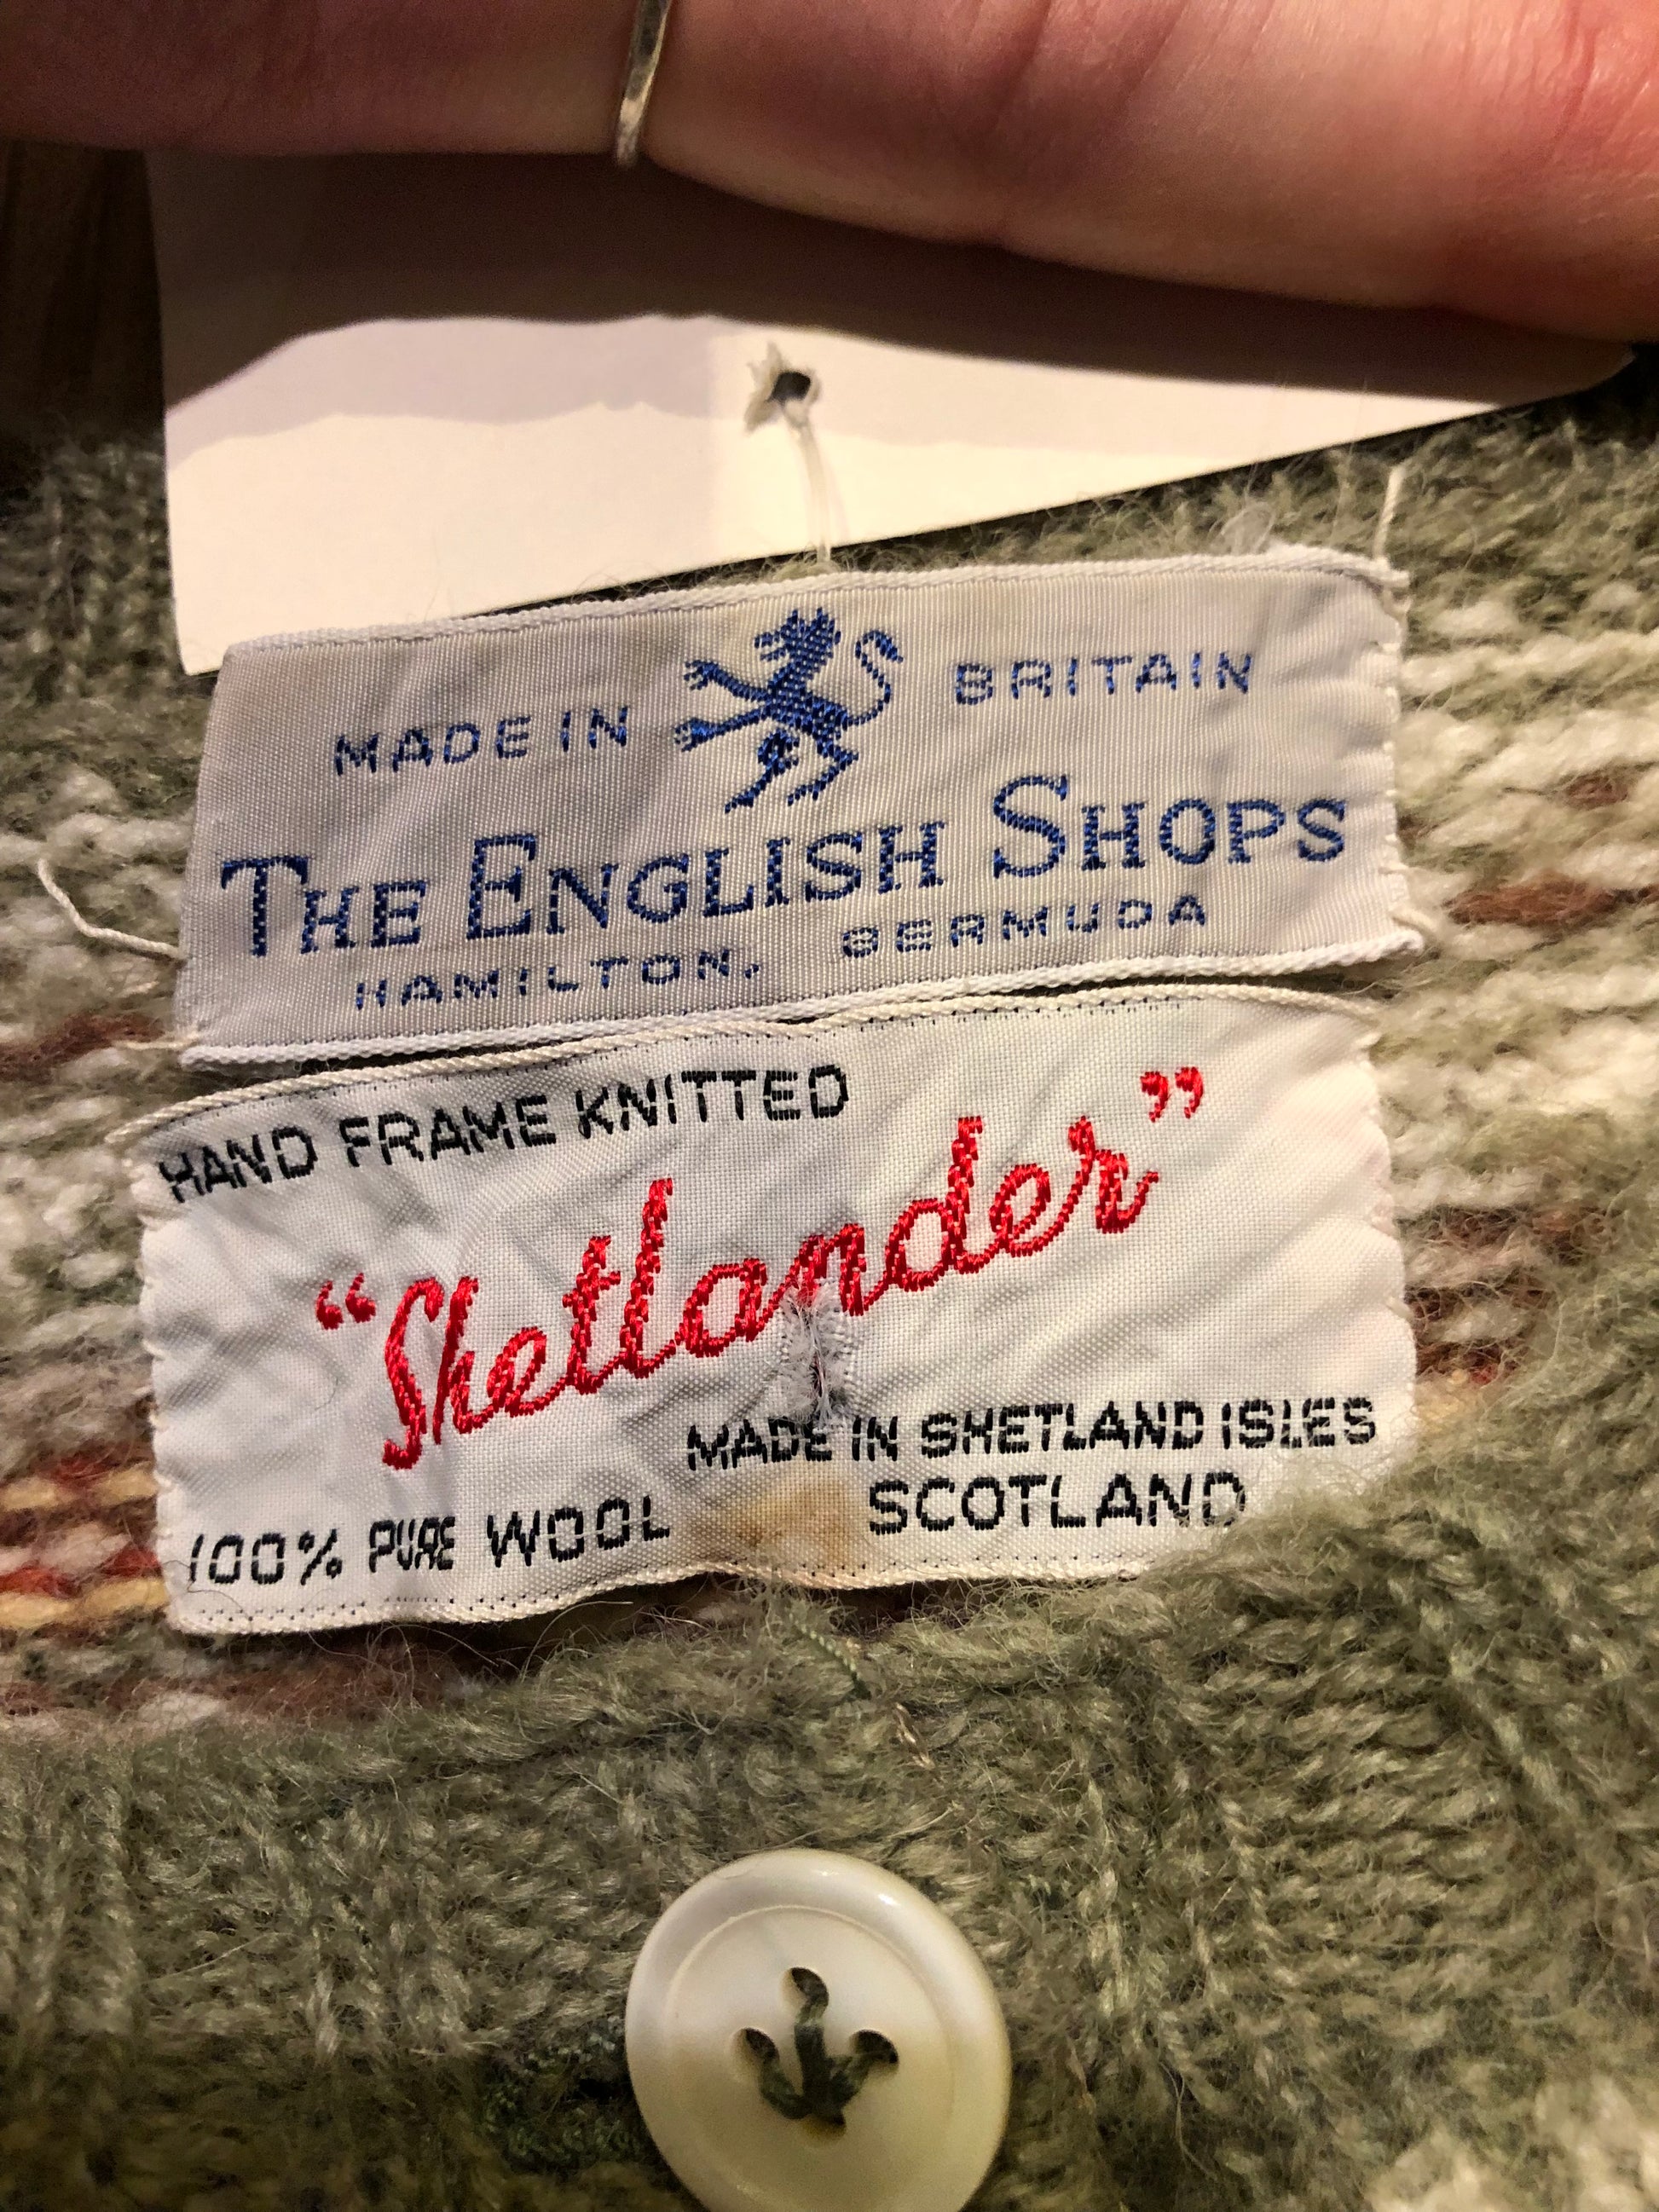 MADE IN BRITAIN
THE ENGLISH SHOPS
HAMILTON, BERMUDA
HAND FRAME KNITTED
“Shetlander”
MADE IN SHETLAND ISLES
100% PURE WOOL SCOTLAND